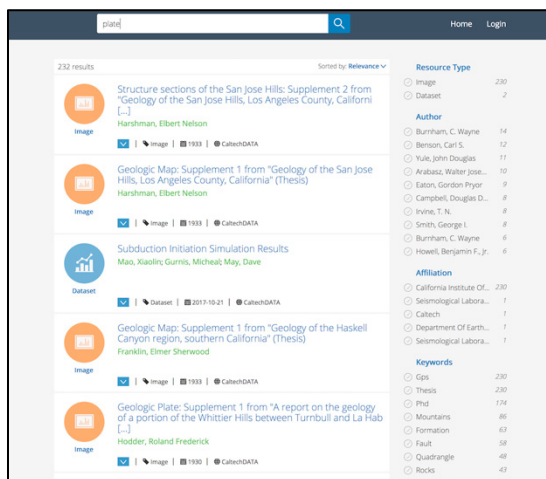 plate
Home Login
232 results
Sorted by: Relevance
Image
Structure sections of the San Jose Hills: Supplement 2 from
"Geology of the San Jose Hills, Los Angeles County, Californi
[...]
Harshman, Elbert Nelson
Image | 1933 | CaltechDATA
Image
Geologic Map: Supplement 1 from "Geology of the San Jose
Hills, Los Angeles County, California" (Thesis)
Harshman, Elbert Nelson
Image | 1933 | CaltechDATA
Dataset
Subduction Initiation Simulation Results
Mao, Xiaolin; Gurnis, Micheal; May, Dave
Dataset | 2017-10-21 | CaltechDATA
Image
Geologic Map: Supplement 1 from "Geology of the Haskell
Canyon region, southern California" (Thesis)
Franklin, Elmer Sherwood
Image | 1933 | CaltechDATA
Image
Geologic Plate: Supplement 1 from "A report on the geology
of a portion of the Whittier Hills between Turnbull and La Hab
[...]
Hodder, Roland Frederick
Image | 1930 | CaltechDATA
Resource Type
Image 230
Dataset 2
Author
Burnham, C. Wayne 14
Benson, Carl S. 12
Yule, John Douglas 11
Arabasz, Walter Jose... 10
Eaton, Gordon Pryor 9
Campbell, Douglas D... 8
Irvine, T. N. 8
Smith, George I. 8
Burnham, C. Wayne 6
Howell, Benjamin F., Jr. 6
Affiliation
California Institute Of... 230
Seismological Labora... 1
Caltech 1
Department Of Earth... 1
Seismological Labora... 1
Keywords
Gps 230
Thesis 230
Phd 174
Mountains 86
Formation 63
Fault 58
Quadrangle 48
Rocks 43